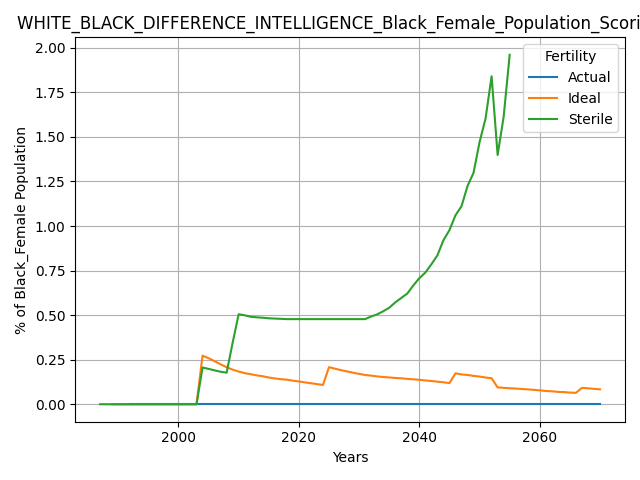 WHITE_BLACK_DIFFERENCE_INTELLIGENCE_Black_Female_Population_Scori
2.00
1.75
1.50
1.25
1.00
0.75
0.50
0.25
0.00
% of Black_Female Population
Fertility
Actual
Ideal
Sterile
2000
2020
2040
2060
Years